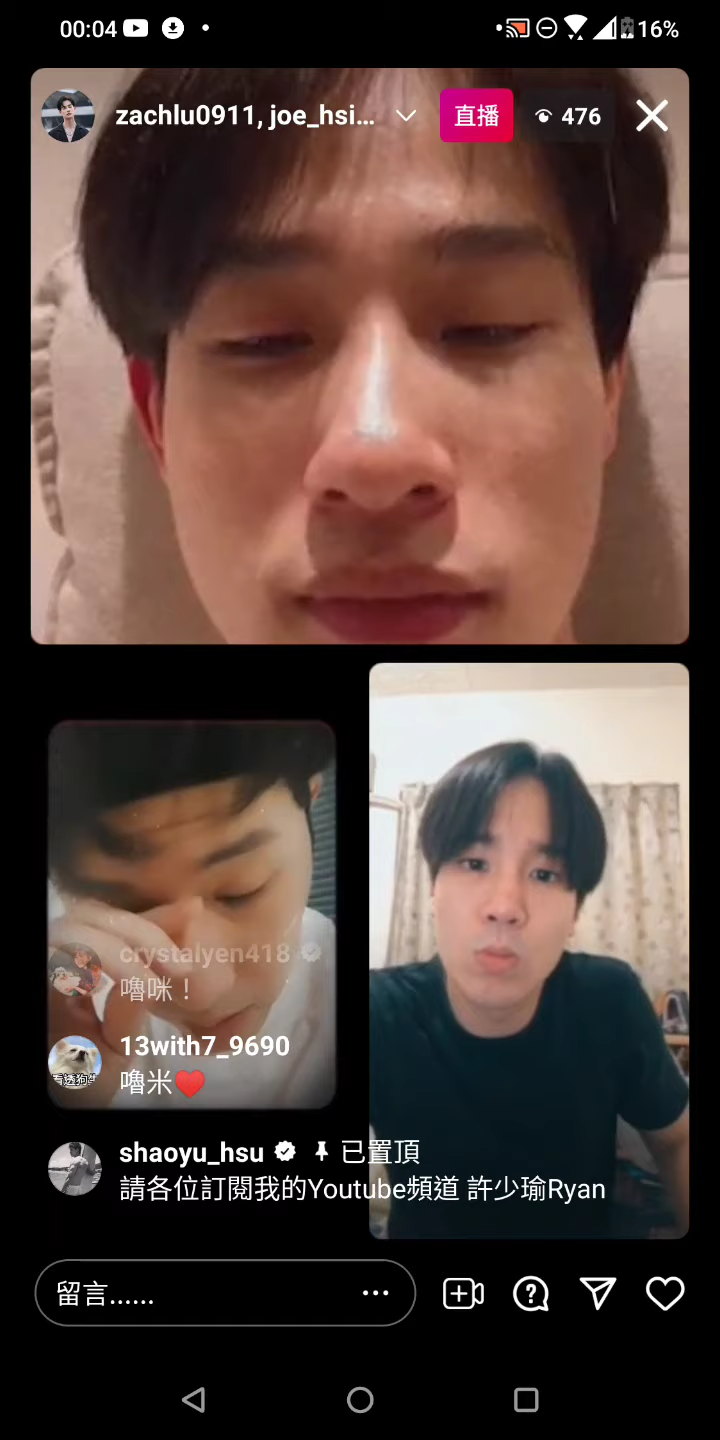 00:04
16%
zachlu0911, joe_hsi...
直播
476
crystalyen418
嚕咪！
13with7_9690
嚕米❤️
shaoyu_hsu 已置頂
請各位訂閱我的Youtube頻道 許少瑜Ryan
留言......